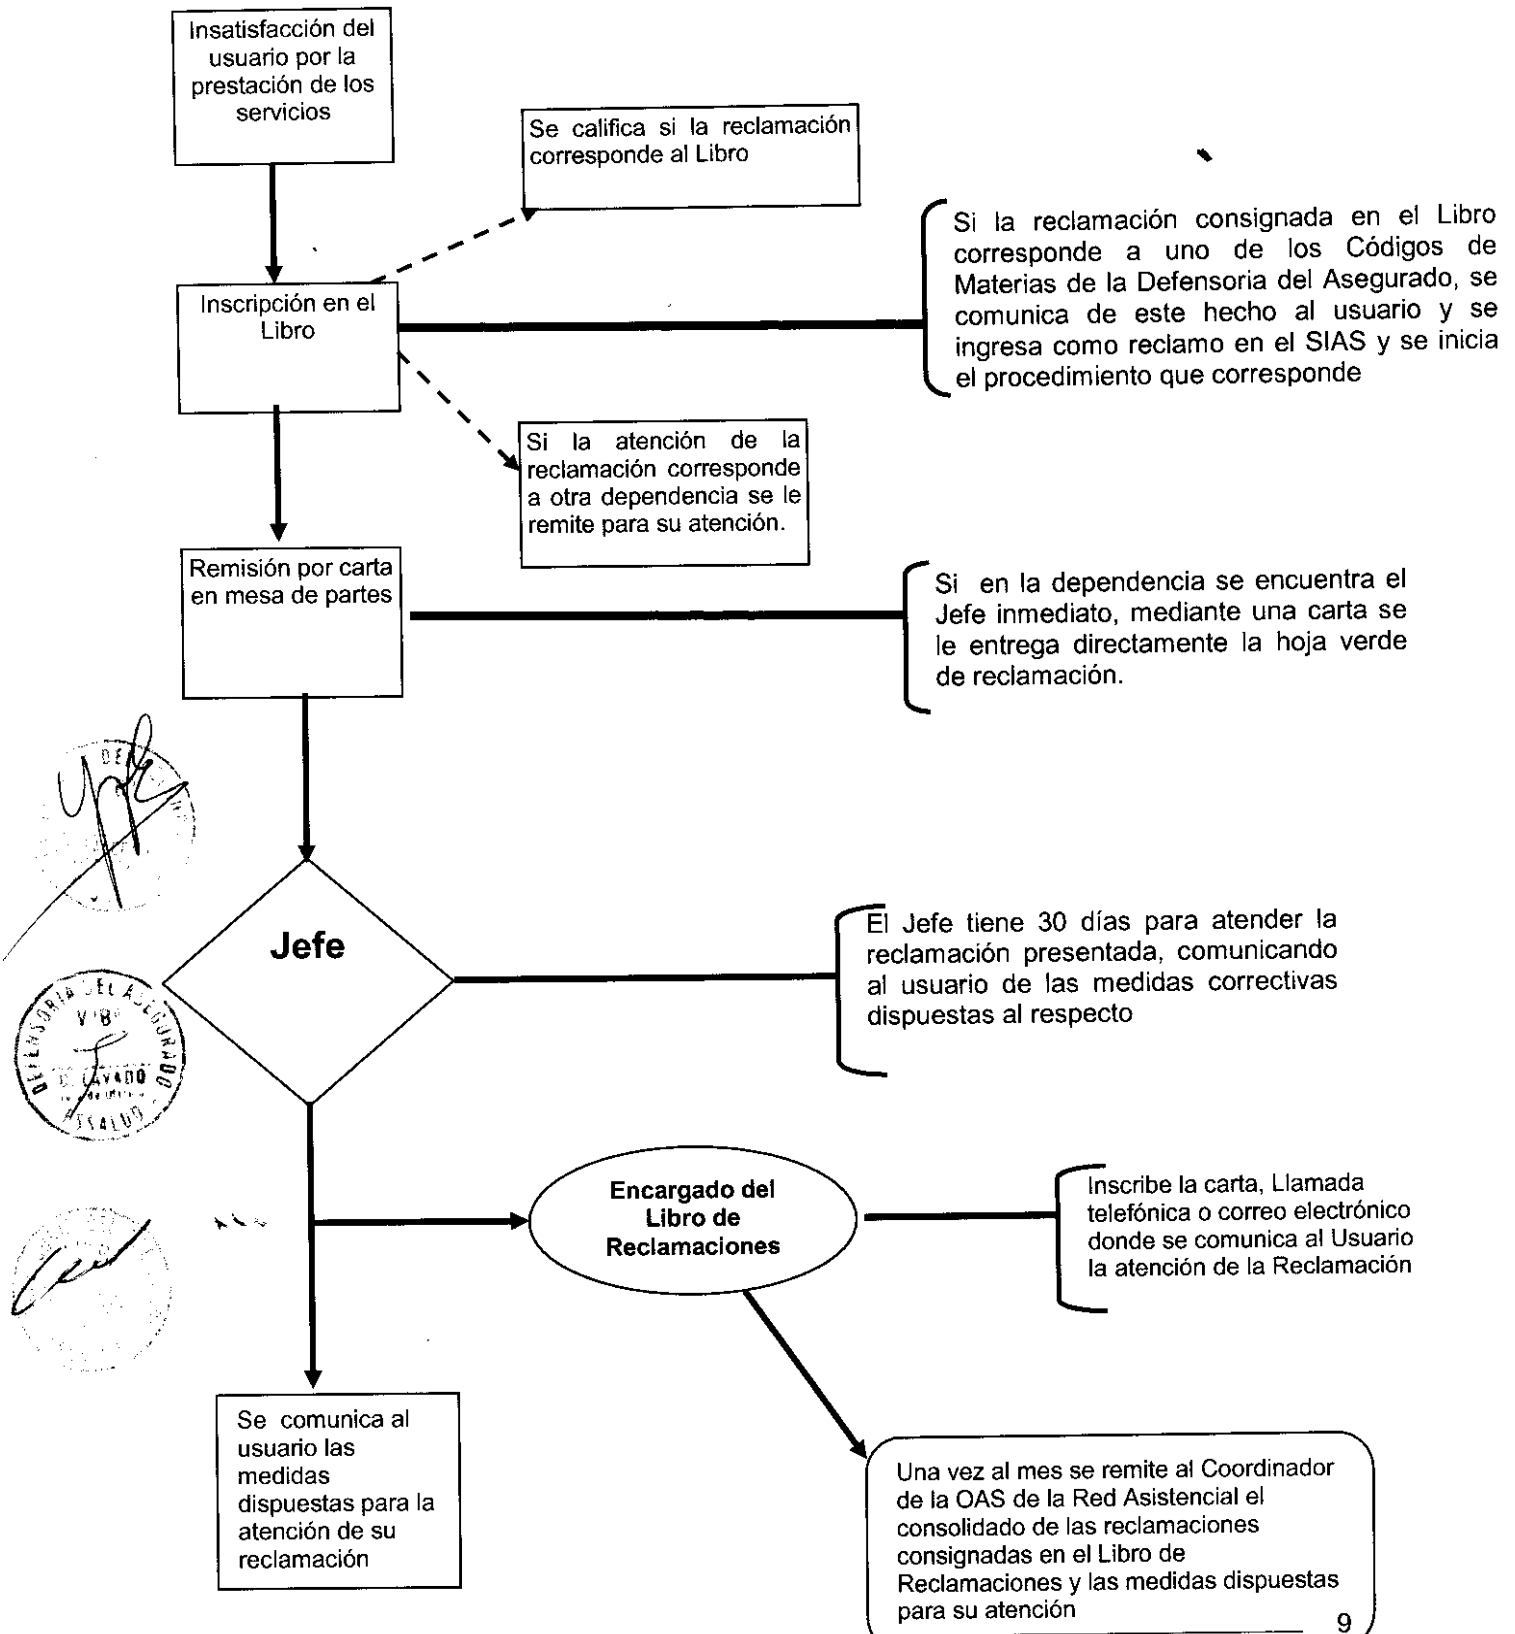 Insatisfacción del
usuario por la
prestación de los
servicios
Se califica si la reclamación
corresponde al Libro
Si la reclamación consignada en el Libro
corresponde a uno de los Códigos de
Materias de la Defensoria del Asegurado, se
comunica de este hecho al usuario y se
ingresa como reclamo en el SIAS y se inicia
el procedimiento que corresponde
Inscripción en el
Libro
Si la atención de la
reclamación corresponde
a otra dependencia se le
remite para su atención.
Remisión por carta
en mesa de partes
Si en la dependencia se encuentra el
Jefe inmediato, mediante una carta se
le entrega directamente la hoja verde
de reclamación.
Jefe
El Jefe tiene 30 días para atender la
reclamación presentada, comunicando
al usuario de las medidas correctivas
dispuestas al respecto
DEFENSORIA DEL ASEGURADO
LAVADO
ESSALUD
Encargado del
Libro de
Reclamaciones
Inscribe la carta, Llamada
telefónica o correo electrónico
donde se comunica al Usuario
la atención de la Reclamación
Se comunica al
usuario las
medidas
dispuestas para la
atención de su
reclamación
Una vez al mes se remite al Coordinador
de la OAS de la Red Asistencial el
consolidado de las reclamaciones
consignadas en el Libro de
Reclamaciones y las medidas dispuestas
para su atención
9